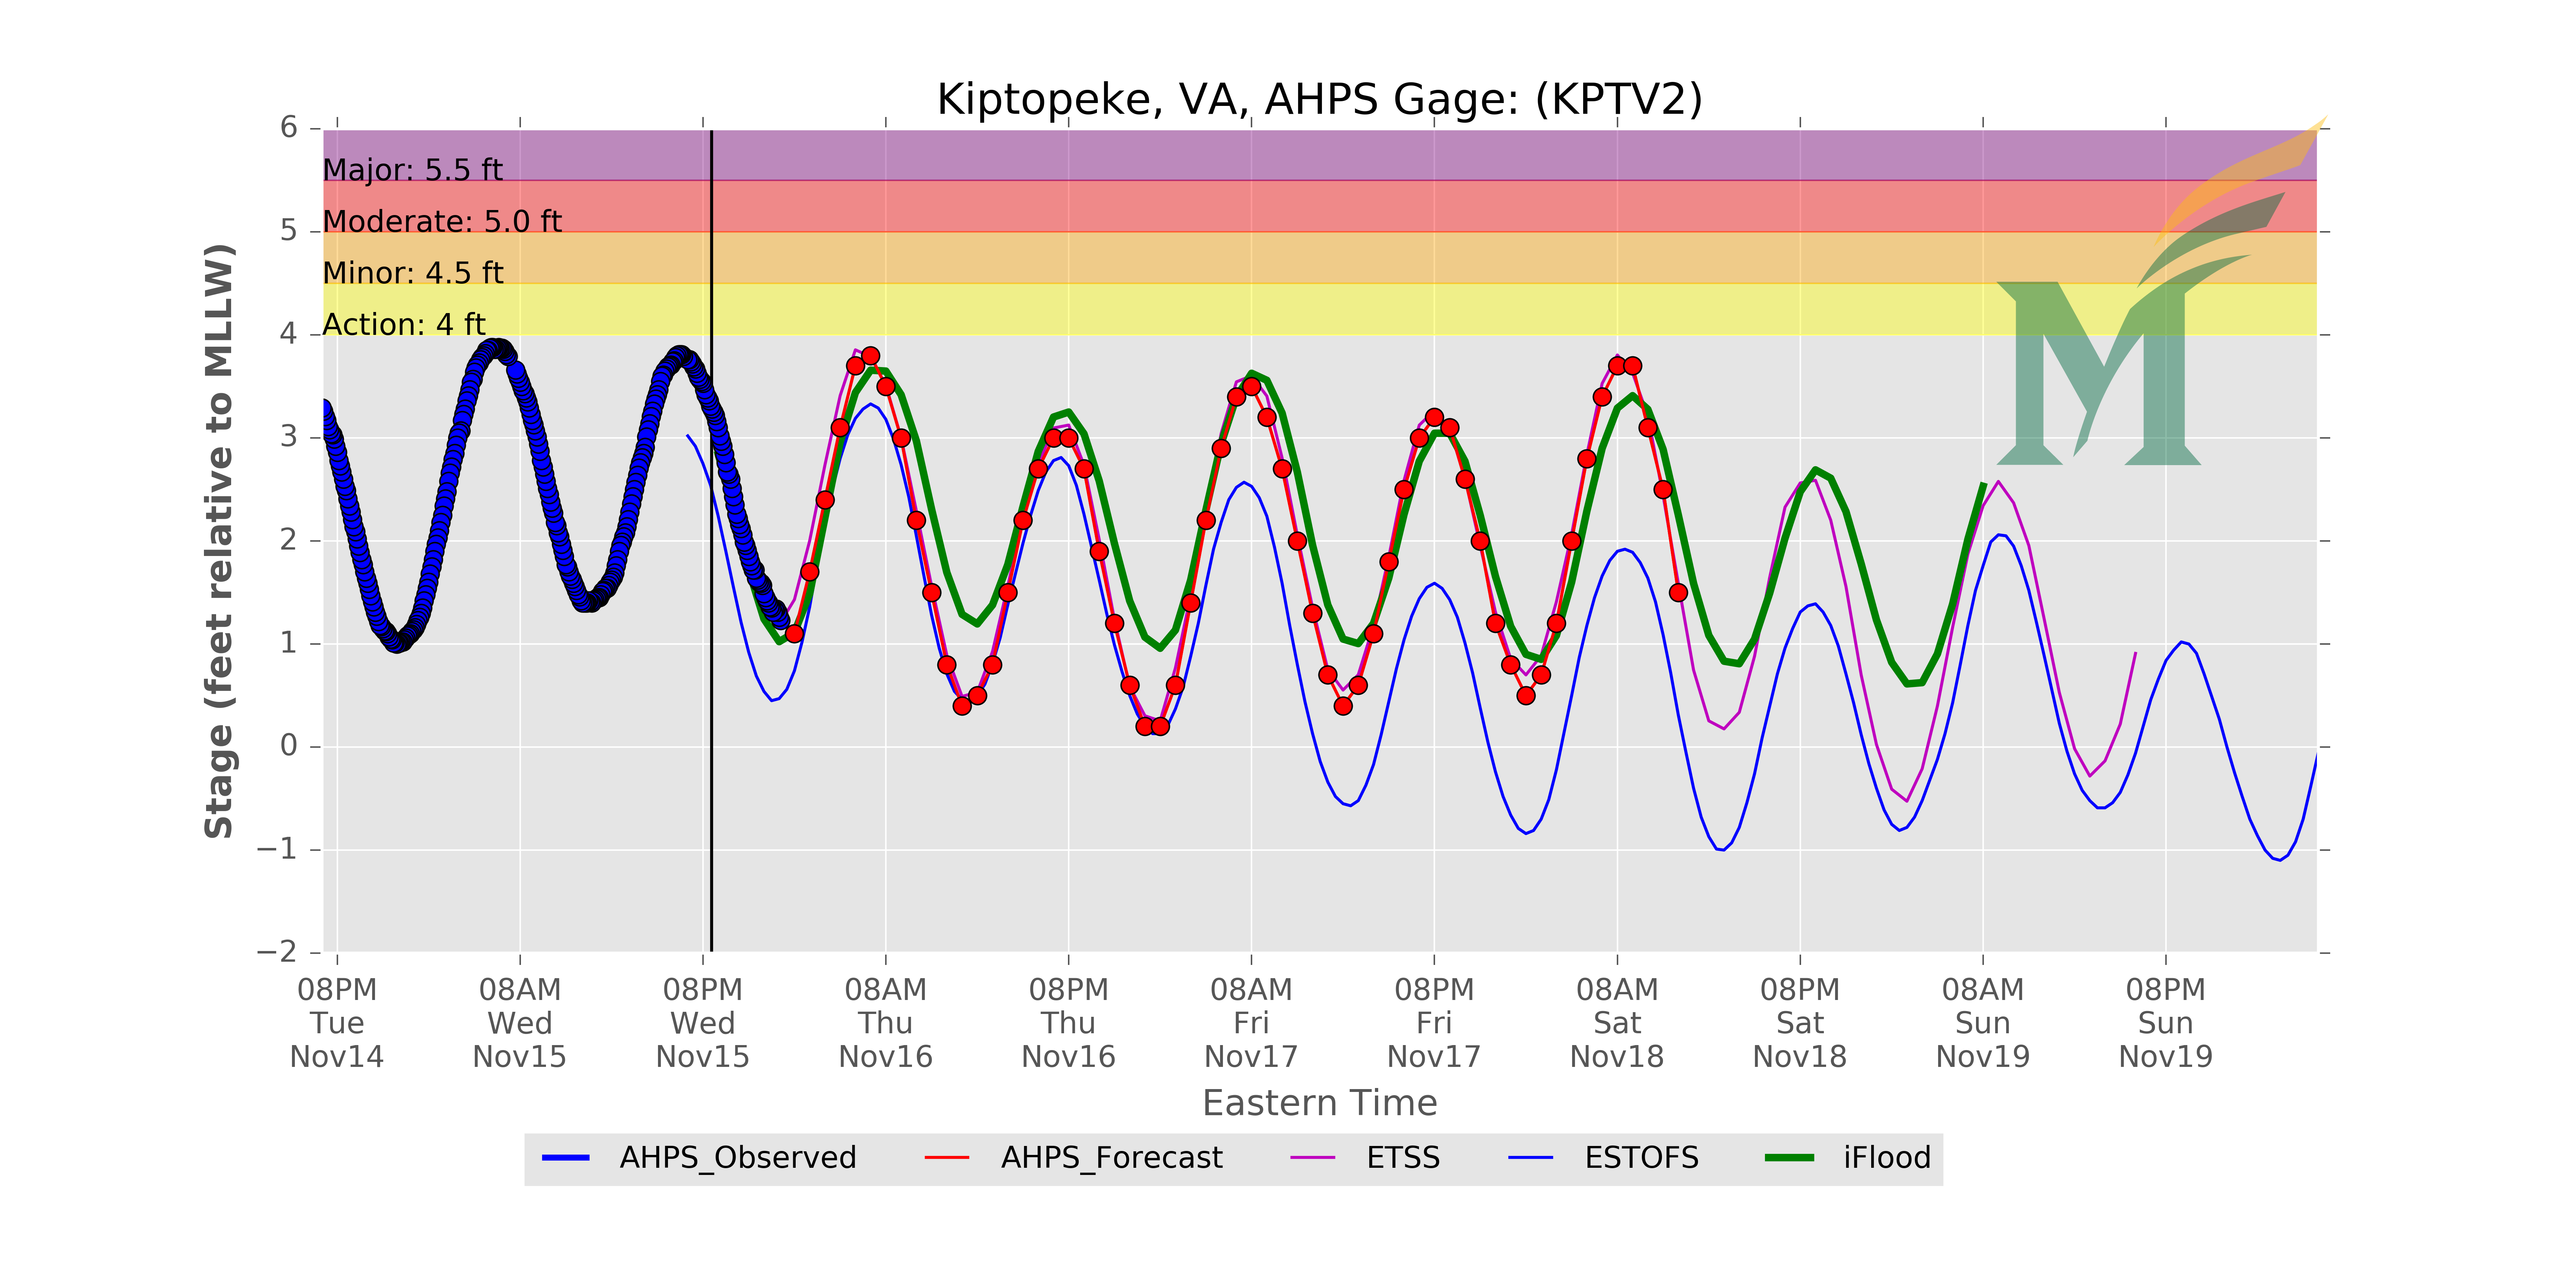 Kiptopeke, VA, AHPS Gage: (KPTV2)
6
Major: 5.5 ft
Moderate: 5.0 ft
5
Minor: 4.5 ft
Action: 4 ft
4
3
2
1
0
−1
−2
Stage (feet relative to MLLW)
M
08PM 08AM 08PM 08AM 08PM 08AM 08PM 08AM 08PM 08AM 08PM
Tue Wed Wed Thu Thu Fri Fri Sat Sat Sun Sun
Nov14 Nov15 Nov15 Nov16 Nov16 Nov17 Nov17 Nov18 Nov18 Nov19 Nov19
Eastern Time
AHPS_Observed AHPS_Forecast ETSS ESTOFS iFlood